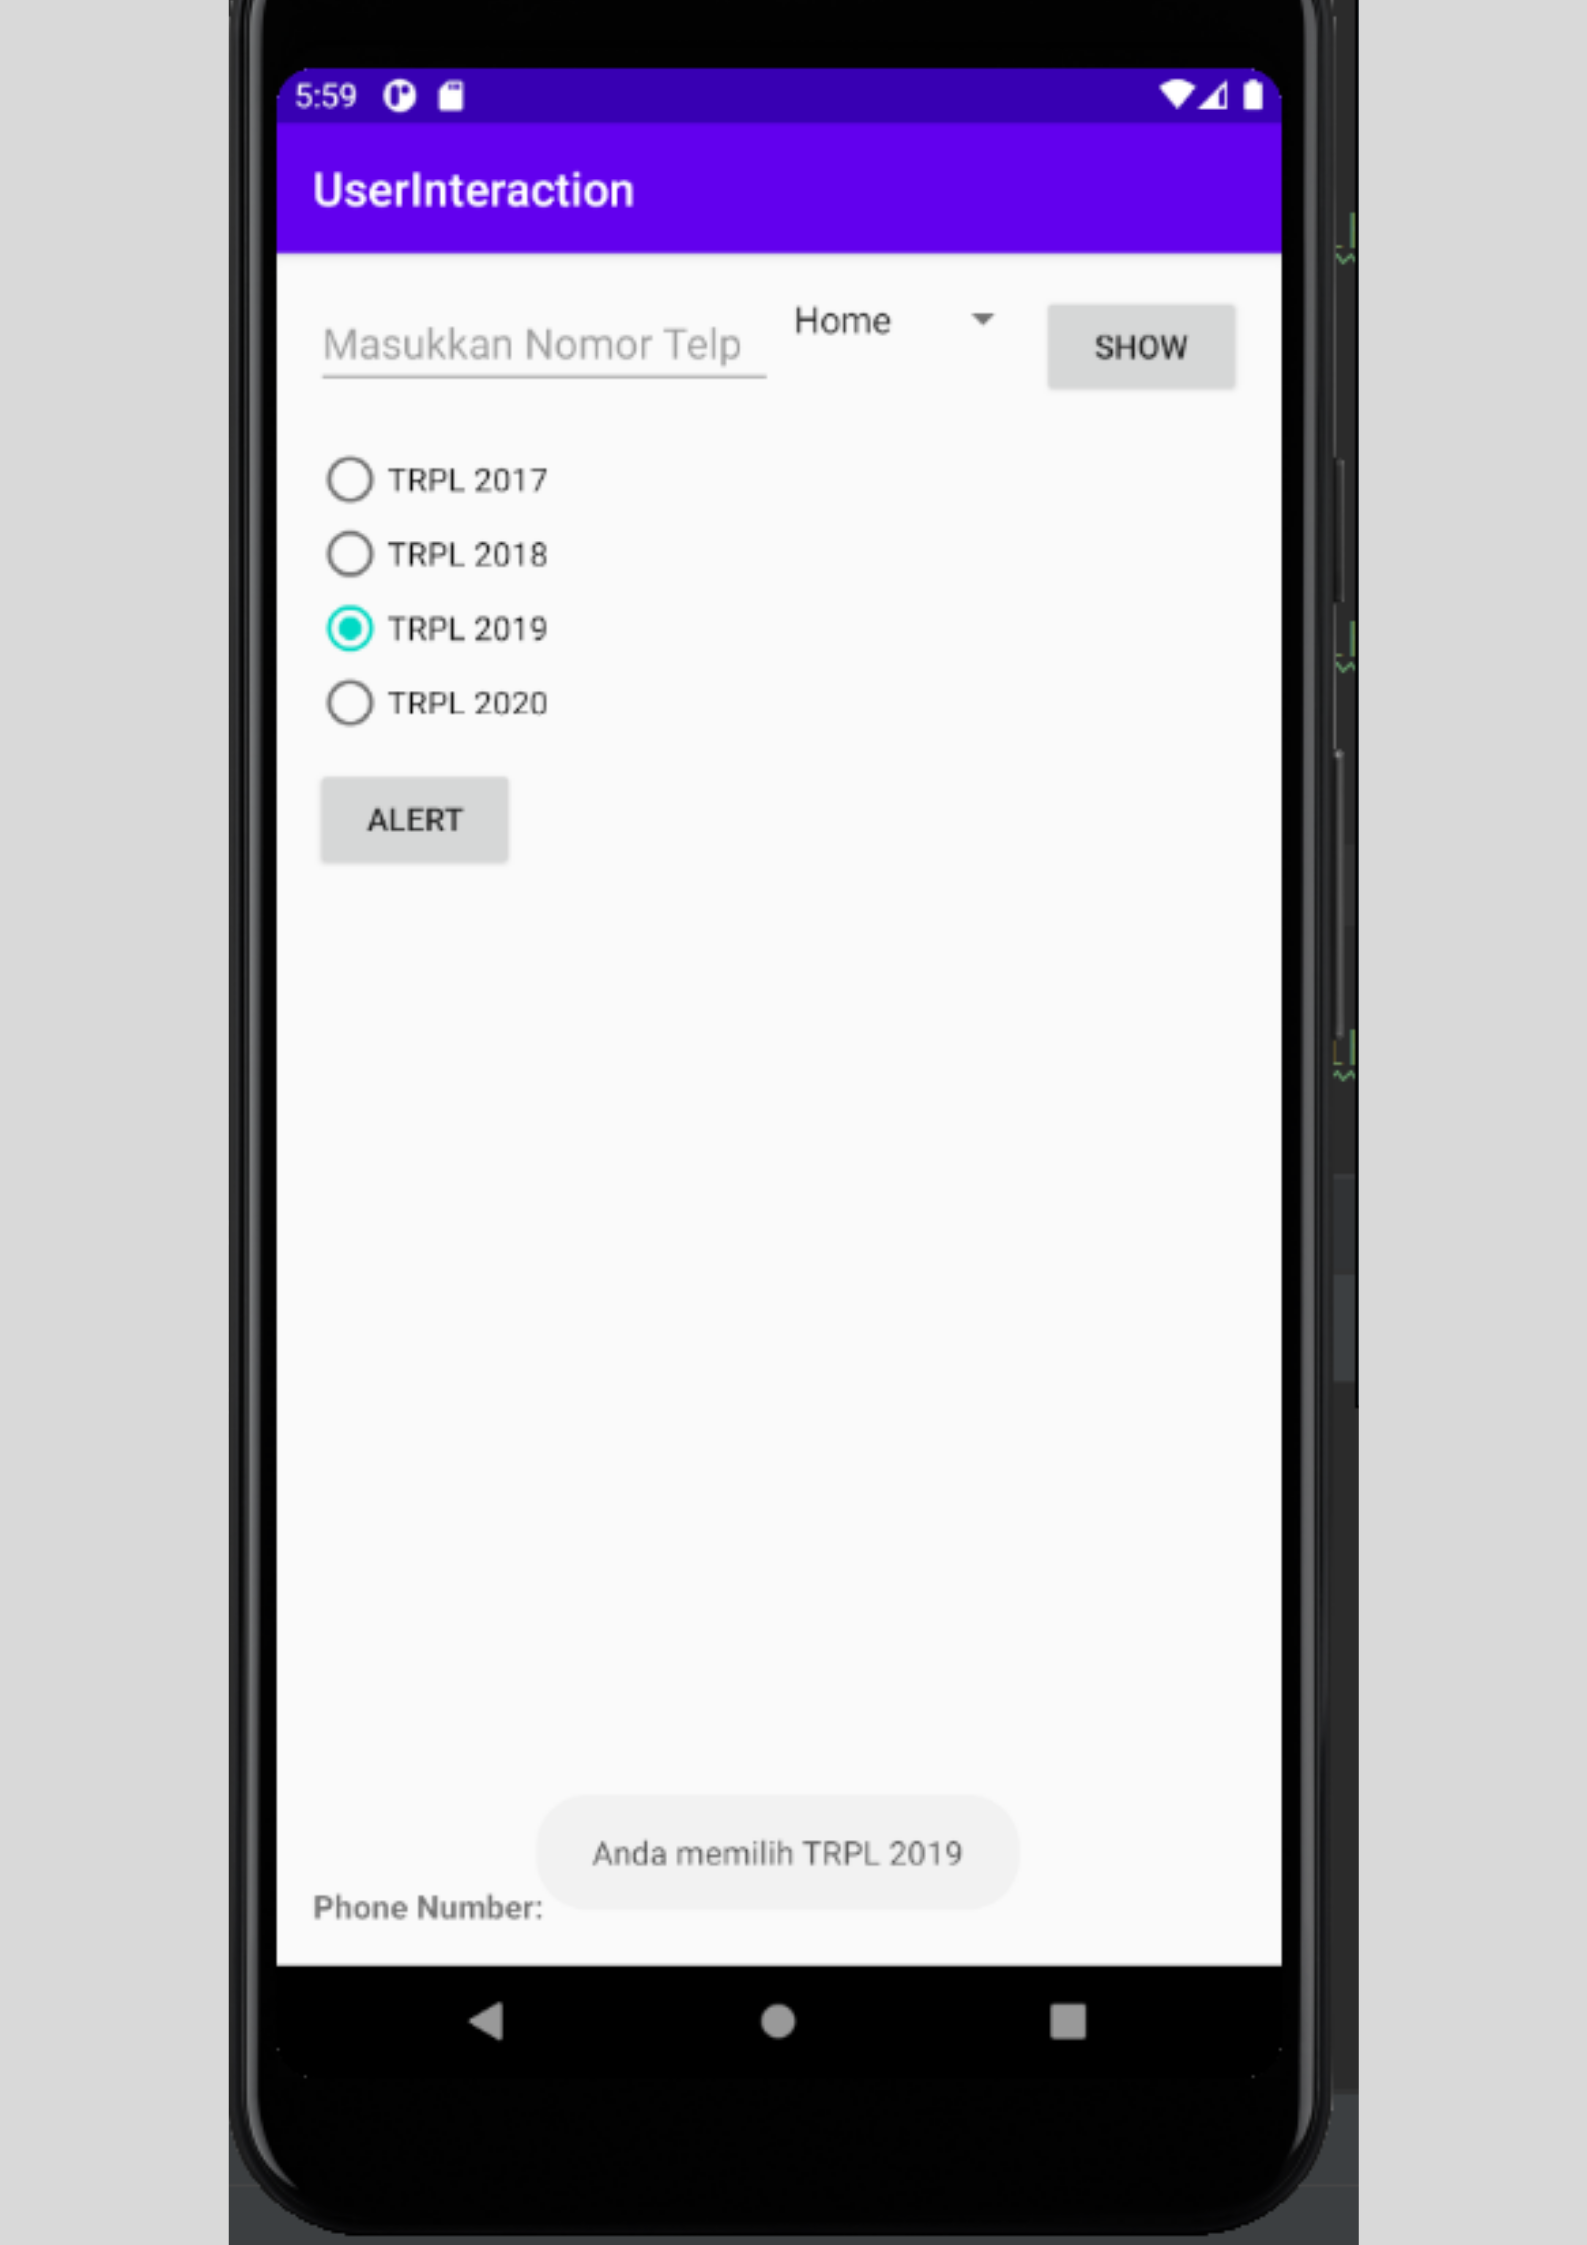 5:59
UserInteraction
Masukkan Nomor Telp
Home
SHOW
TRPL 2017
TRPL 2018
TRPL 2019
TRPL 2020
ALERT
Anda memilih TRPL 2019
Phone Number: